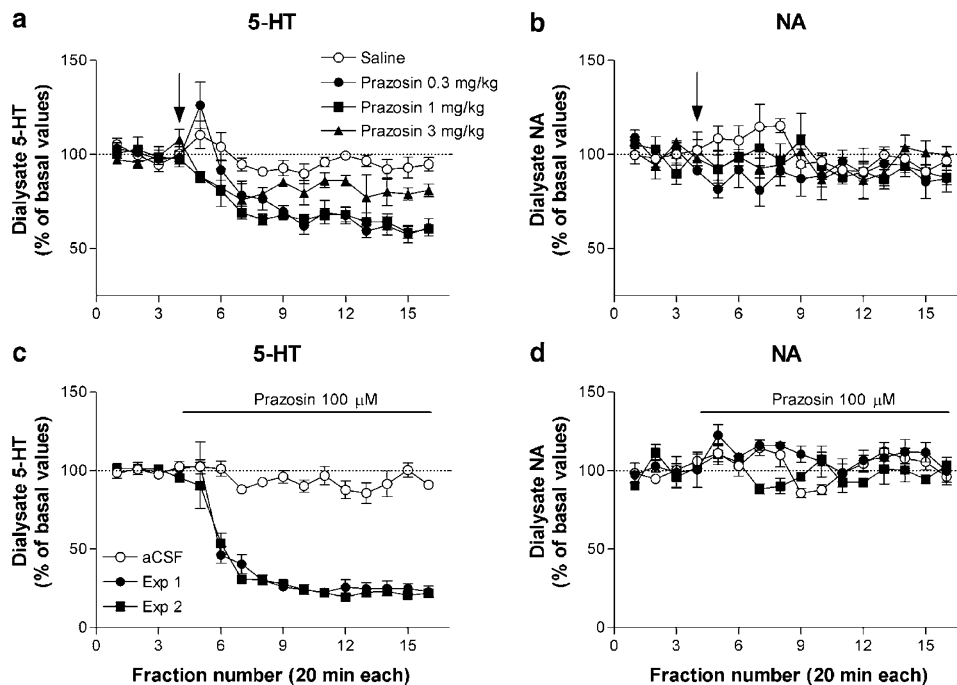 a
5-HT
150
100
50
0
3
6
9
12
15
Dialysate 5-HT
(% of basal values)
Saline
Prazosin 0.3 mg/kg
Prazosin 1 mg/kg
Prazosin 3 mg/kg
b
NA
150
100
50
0
3
6
9
12
15
Dialysate NA
(% of basal values)
c
5-HT
150
100
50
0
0
3
6
9
12
15
Dialysate 5-HT
(% of basal values)
Prazosin 100 µM
aCSF
Exp 1
Exp 2
Fraction number (20 min each)
d
NA
150
100
50
0
0
3
6
9
12
15
Dialysate NA
(% of basal values)
Prazosin 100 µM
Fraction number (20 min each)